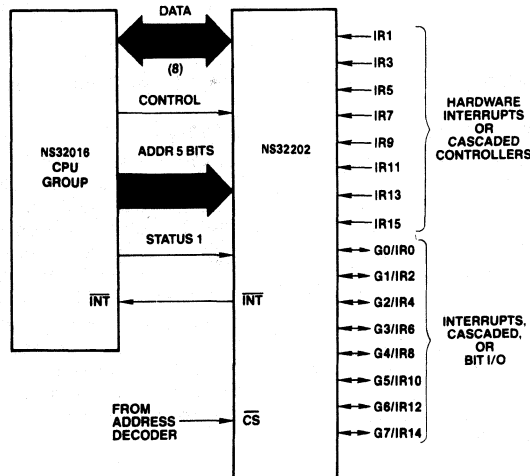 DATA
(8)
CONTROL
ADDR 5 BITS
STATUS 1
NS32016
CPU
GROUP
INT
NS32202
INT
CS
FROM
ADDRESS
DECODER
IR1
IR3
IR5
IR7
IR9
IR11
IR13
IR15
HARDWARE
INTERRUPTS
OR
CASCADED
CONTROLLERS
G0/IR0
G1/IR2
G2/IR4
G3/IR6
G4/IR8
G5/IR10
G6/IR12
G7/IR14
INTERRUPTS,
CASCADED,
OR
BIT I/O